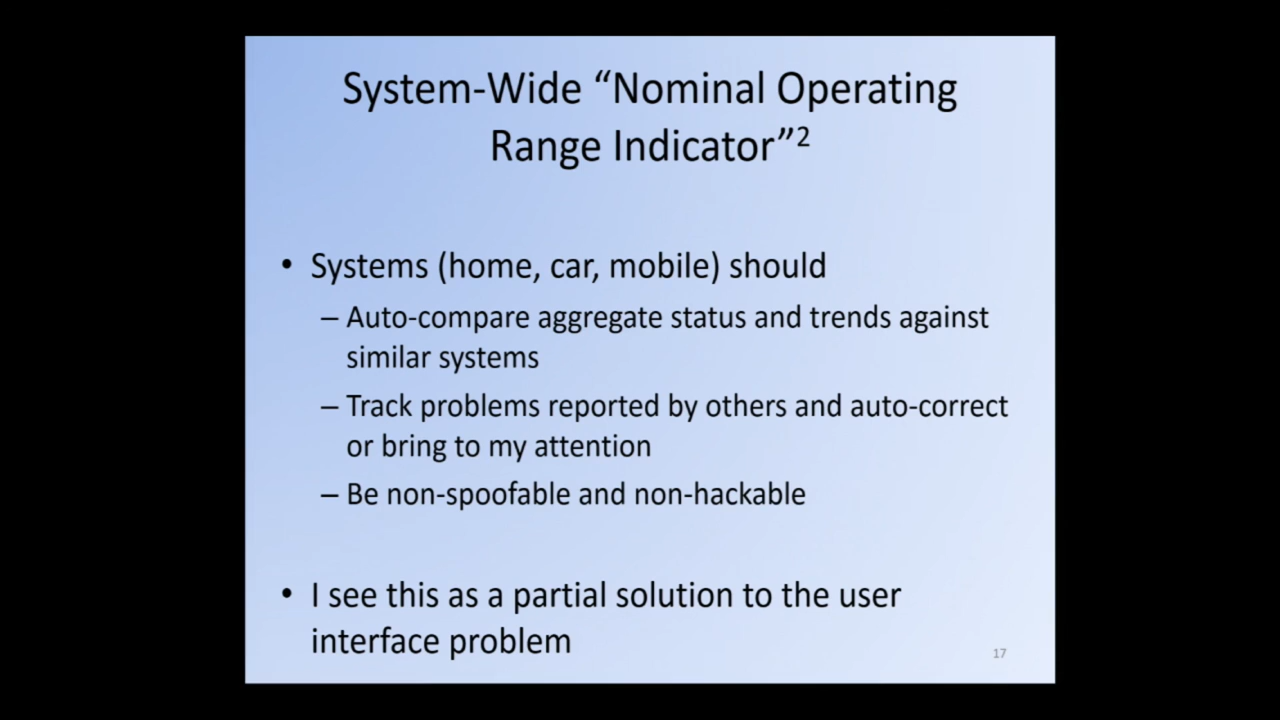 System-Wide “Nominal Operating
Range Indicator”²
• Systems (home, car, mobile) should
– Auto-compare aggregate status and trends against
similar systems
– Track problems reported by others and auto-correct
or bring to my attention
– Be non-spoofable and non-hackable
• I see this as a partial solution to the user
interface problem
17